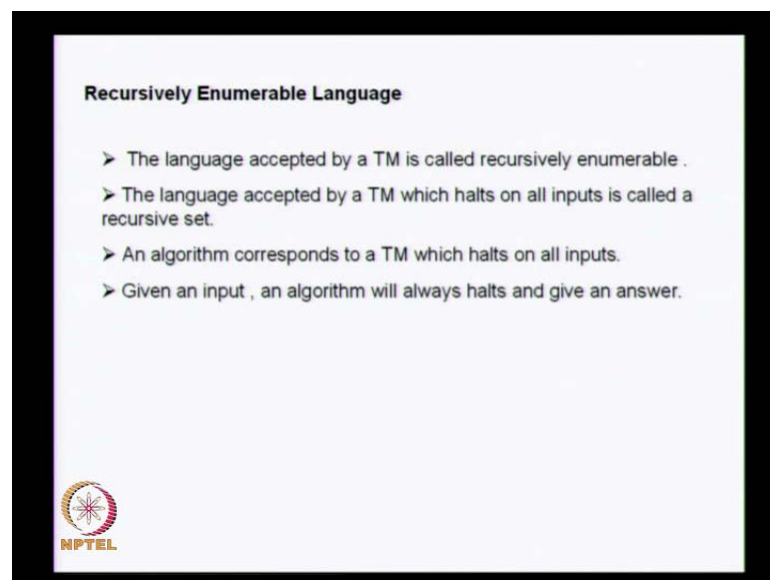 Recursively Enumerable Language
➢ The language accepted by a TM is called recursively enumerable .
➢ The language accepted by a TM which halts on all inputs is called a
recursive set.
➢ An algorithm corresponds to a TM which halts on all inputs.
➢ Given an input , an algorithm will always halts and give an answer.
NPTEL